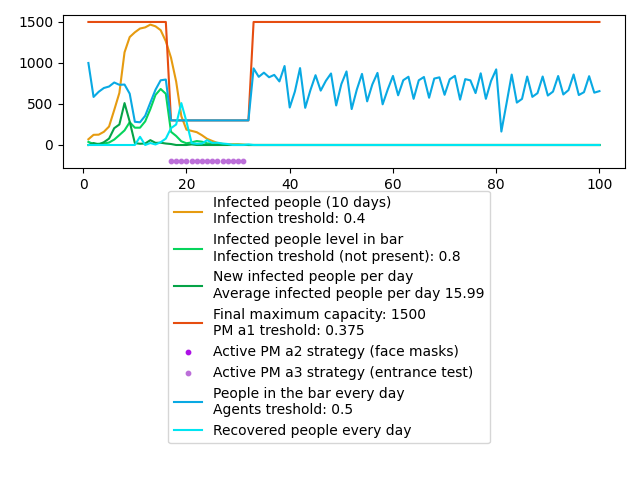 1500
1000
500
0
0
20
40
60
80
100
Infected people (10 days)
Infection treshold: 0.4
Infected people level in bar
Infection treshold (not present): 0.8
New infected people per day
Average infected people per day 15.99
Final maximum capacity: 1500
PM a1 treshold: 0.375
Active PM a2 strategy (face masks)
Active PM a3 strategy (entrance test)
People in the bar every day
Agents treshold: 0.5
Recovered people every day